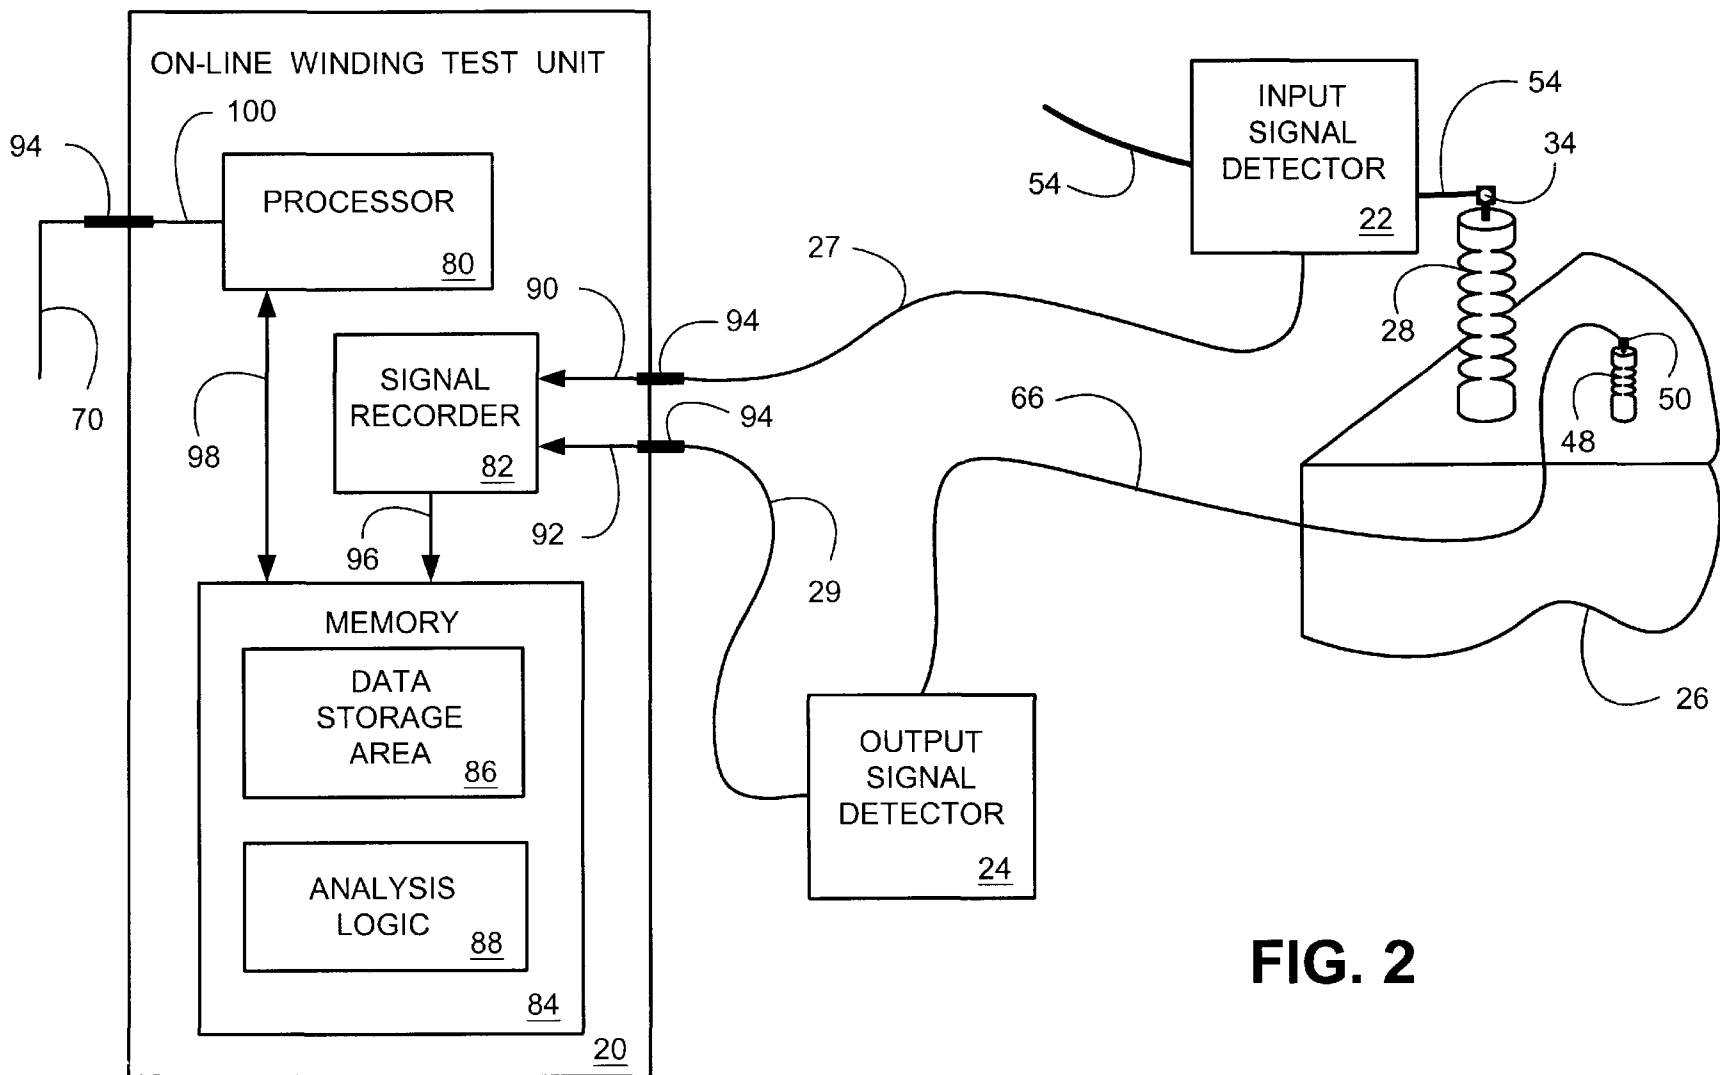 ON-LINE WINDING TEST UNIT
100
94
PROCESSOR
80
70
98
SIGNAL
RECORDER
82
90
94
94
92
96
MEMORY
DATA
STORAGE
AREA
86
ANALYSIS
LOGIC
88
84
20
27
29
66
OUTPUT
SIGNAL
DETECTOR
24
INPUT
SIGNAL
DETECTOR
22
54
54
34
28
48
50
26
FIG. 2